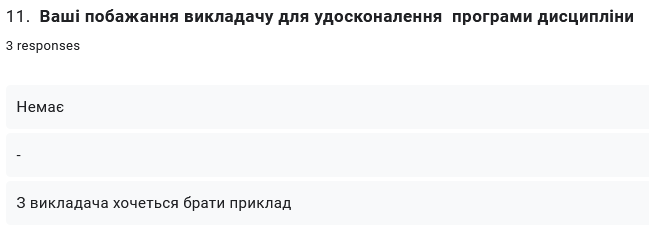 11. Ваші побажання викладачу для удосконалення програми дисципліни
3 responses
Немає
-
З викладача хочеться брати приклад